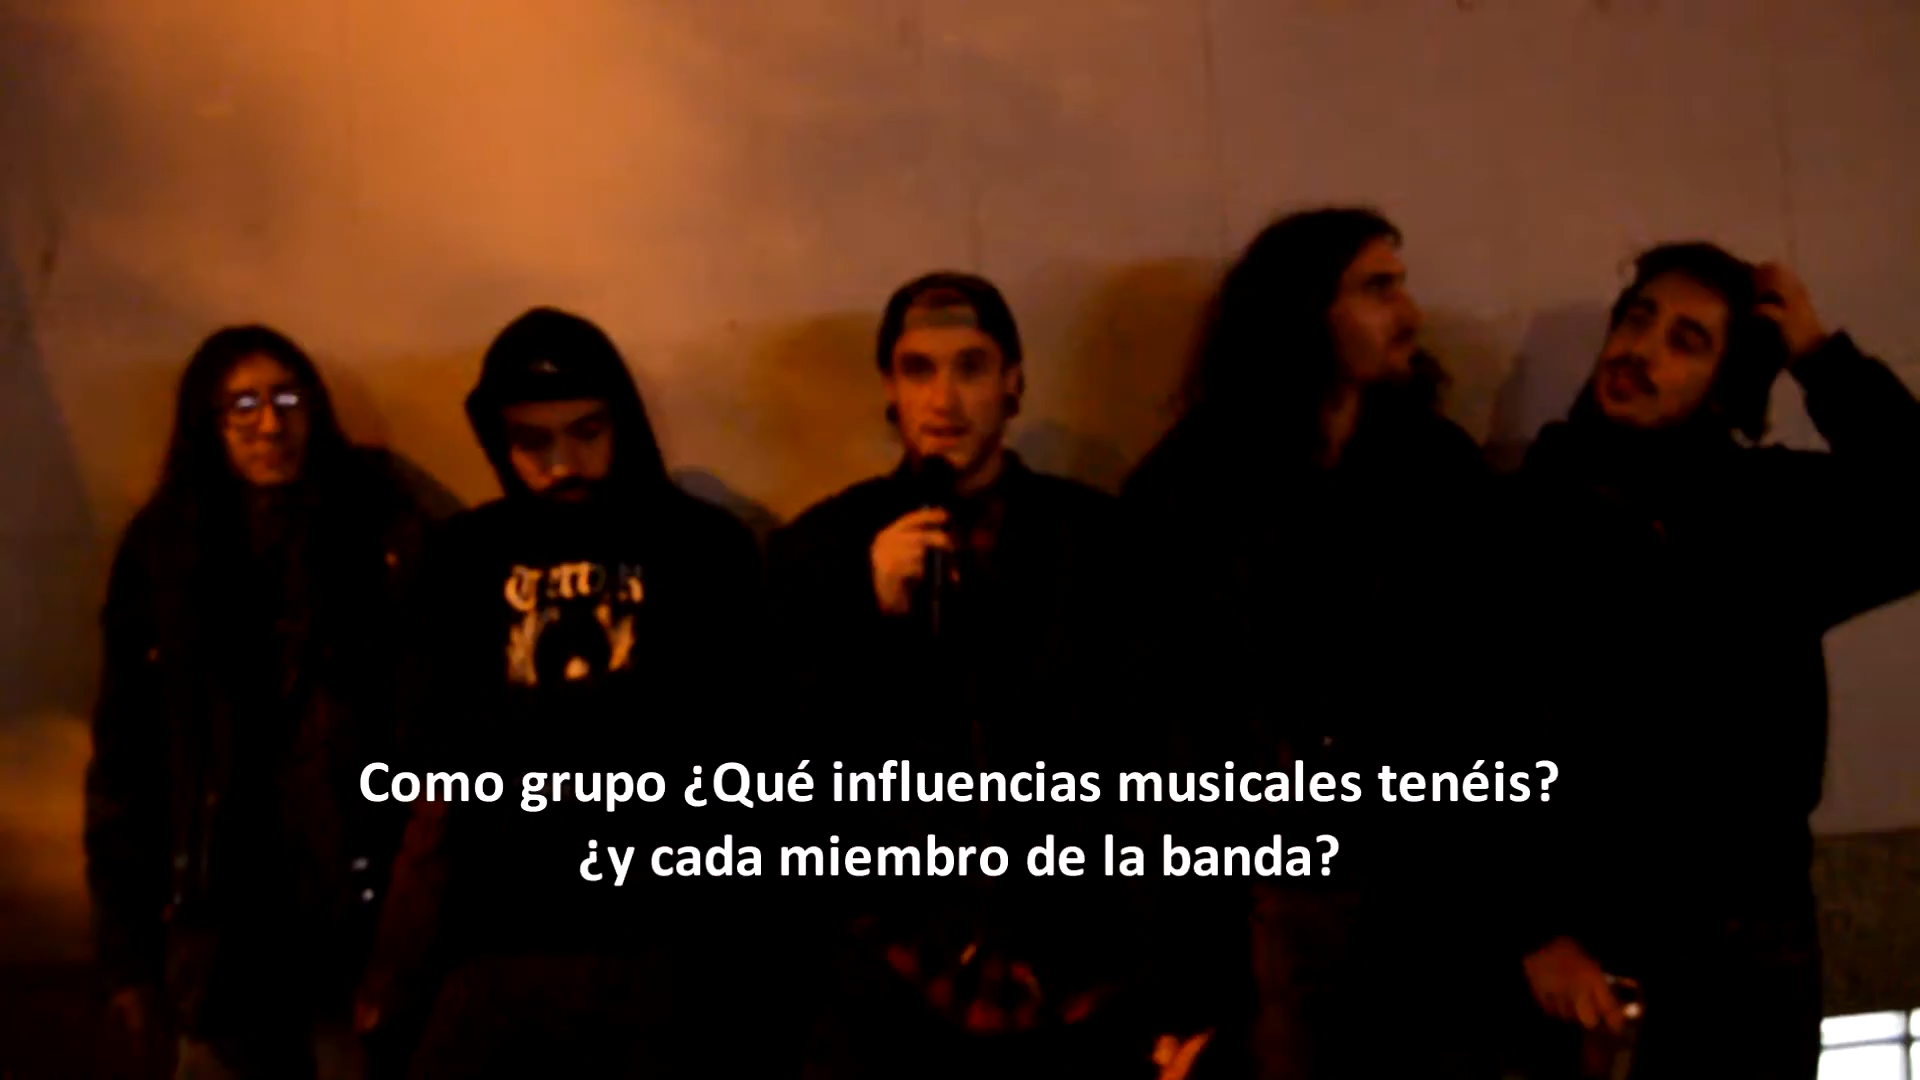 Como grupo ¿Qué influencias musicales tenéis?
¿y cada miembro de la banda?